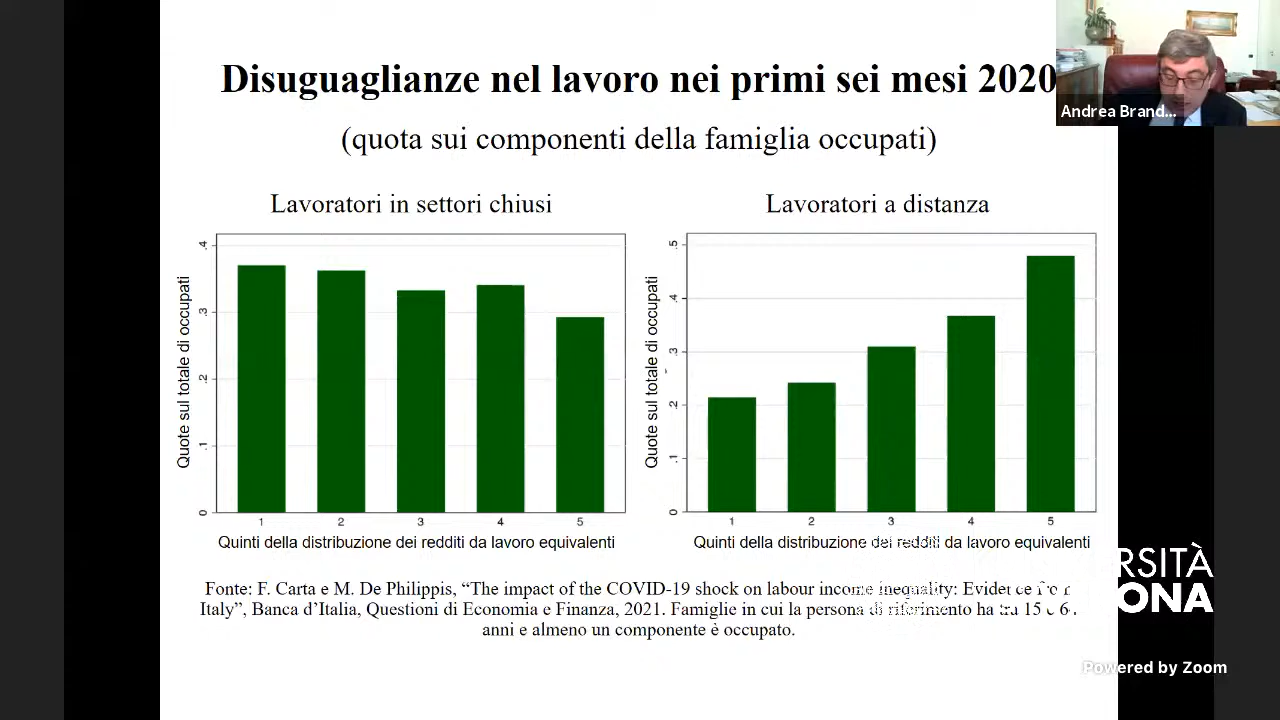 Disuguaglianze nel lavoro nei primi sei mesi 2020
Andrea Brand...
(quota sui componenti della famiglia occupati)
Lavoratori in settori chiusi
Quote sul totale di occupati
.4
.3
.2
.1
0
1 2 3 4 5
Quinti della distribuzione dei redditi da lavoro equivalenti
Lavoratori a distanza
Quote sul totale di occupati
.5
.4
.3
.2
.1
0
1 2 3 4 5
Quinti della distribuzione dei redditi da lavoro equivalenti
Fonte: F. Carta e M. De Philippis, “The impact of the COVID-19 shock on labour income inequality: Evidence from
Italy”, Banca d’Italia, Questioni di Economia e Finanza, 2021. Famiglie in cui la persona di riferimento ha tra 15 e
anni e almeno un componente è occupato.
ERSITÀ
ONA
Powered by Zoom